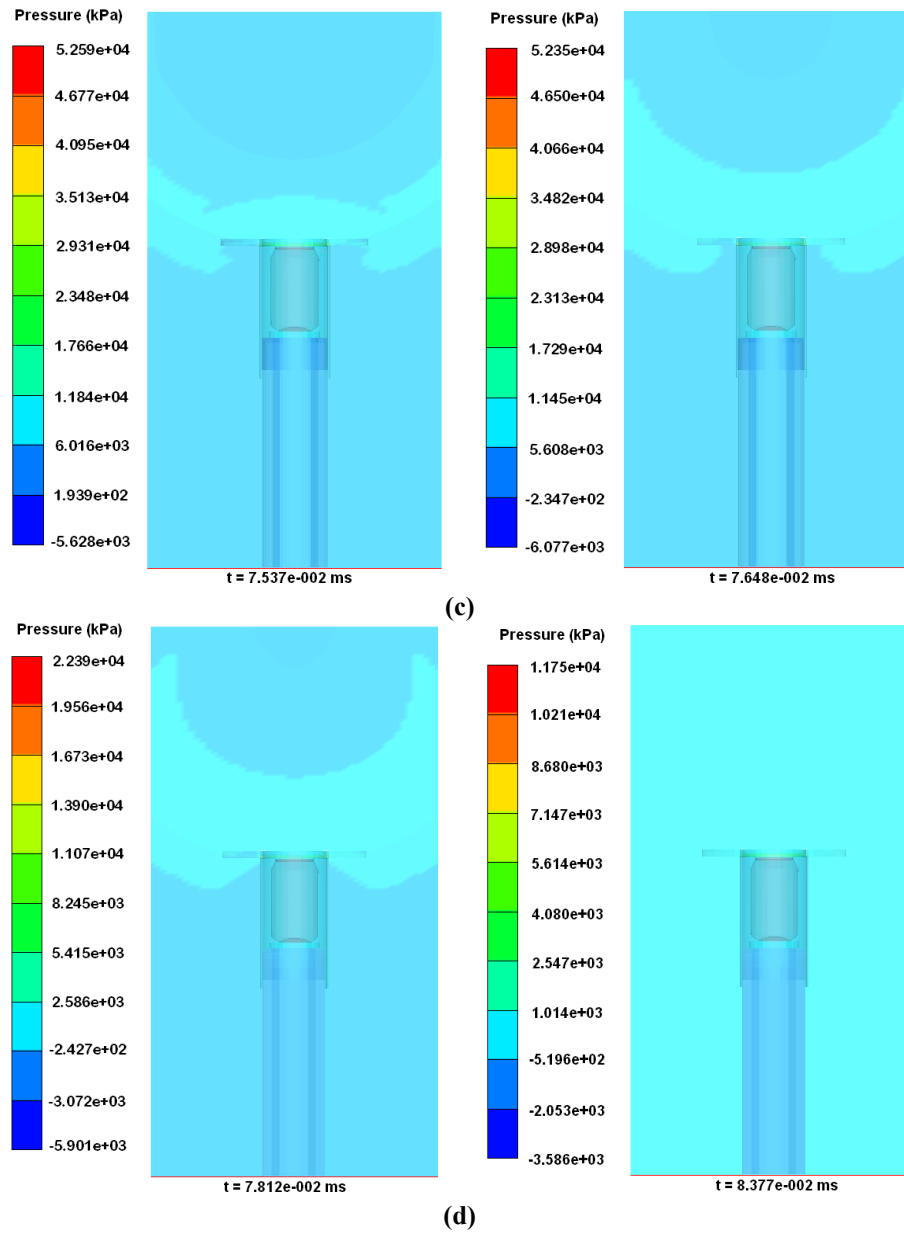 Pressure (kPa)
5.259e+04
4.677e+04
4.095e+04
3.513e+04
2.931e+04
2.348e+04
1.766e+04
1.184e+04
6.016e+03
1.939e+02
-5.628e+03
t = 7.537e-002 ms
Pressure (kPa)
5.235e+04
4.650e+04
4.066e+04
3.482e+04
2.898e+04
2.313e+04
1.729e+04
1.145e+04
5.608e+03
-2.347e+02
-6.077e+03
t = 7.648e-002 ms
(c)
Pressure (kPa)
2.239e+04
1.956e+04
1.673e+04
1.390e+04
1.107e+04
8.245e+03
5.415e+03
2.586e+03
-2.427e+02
-3.072e+03
-5.901e+03
t = 7.812e-002 ms
Pressure (kPa)
1.175e+04
1.021e+04
8.680e+03
7.147e+03
5.614e+03
4.080e+03
2.547e+03
1.014e+03
-5.196e+02
-2.053e+03
-3.586e+03
t = 8.377e-002 ms
(d)